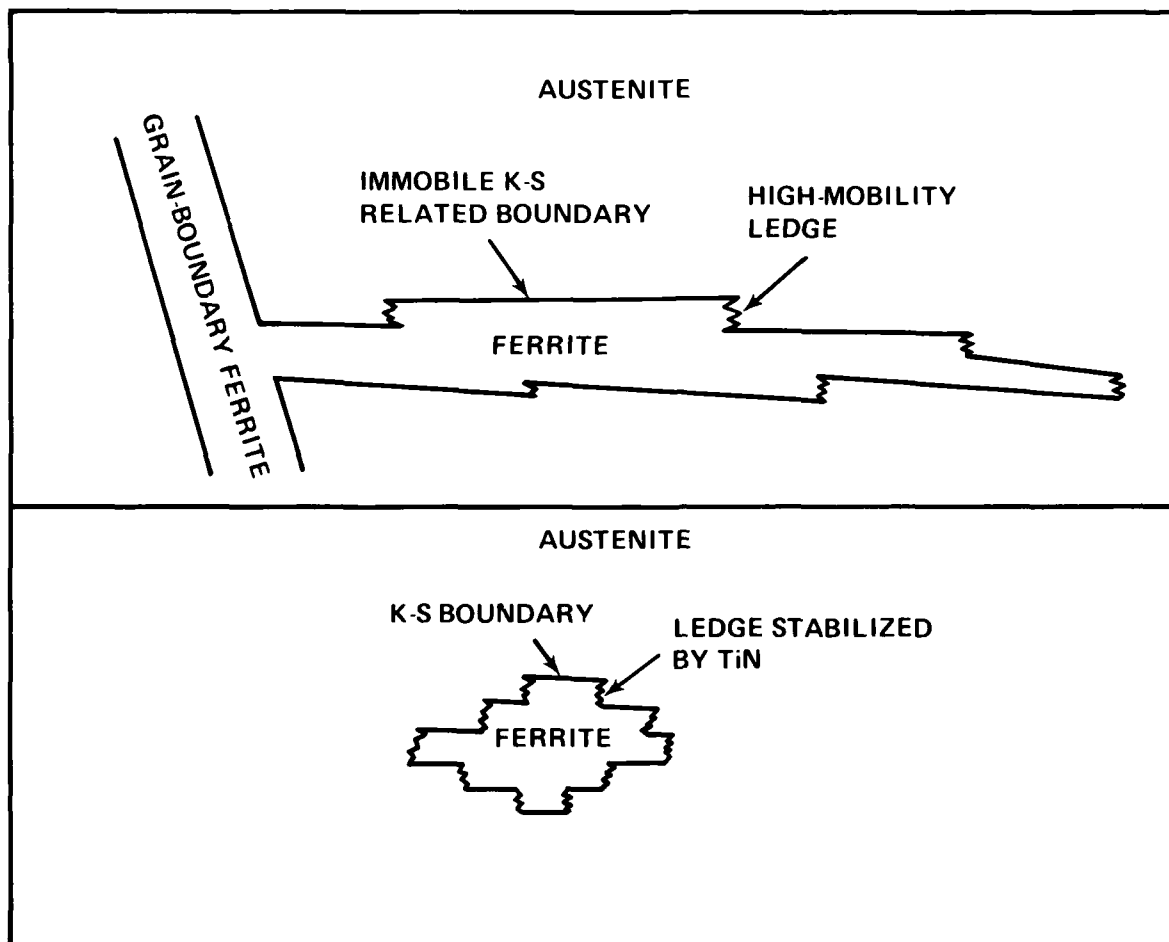 AUSTENITE
GRAIN-BOUNDARY FERRITE
IMMOBILE K-S
RELATED BOUNDARY
HIGH-MOBILITY
LEDGE
FERRITE
AUSTENITE
K-S BOUNDARY
LEDGE STABILIZED
BY TiN
FERRITE